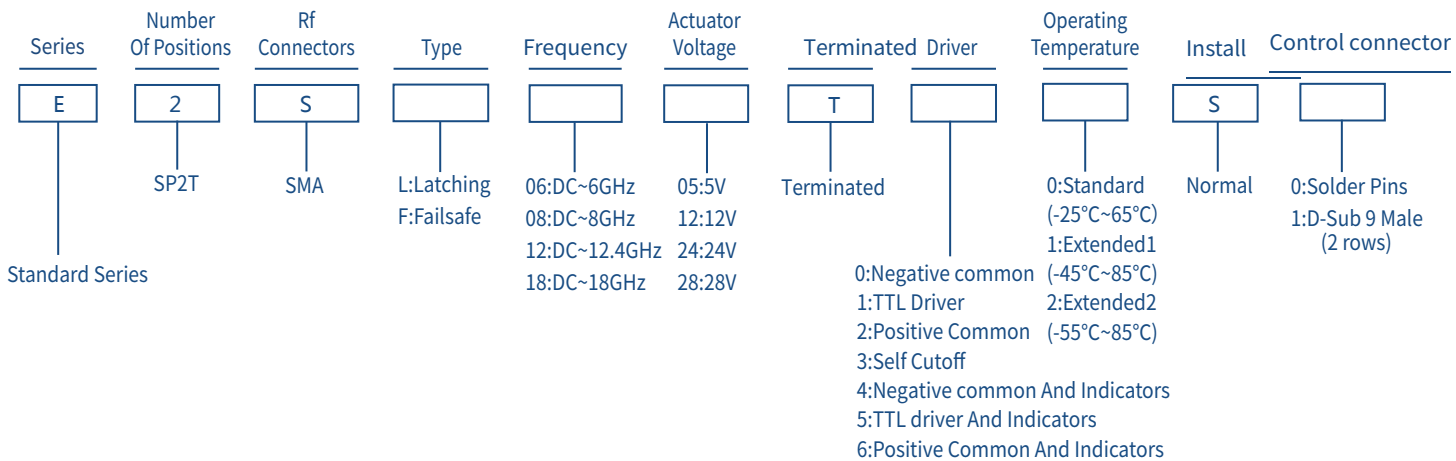 Series
Number
Of Positions
Rf
Connectors
Type
Frequency
Actuator
Voltage
Terminated
Driver
Operating
Temperature
Install
Control connector
E
2
S
T
S
Standard Series
SP2T
SMA
L:Latching
F:Failsafe
06:DC~6GHz
08:DC~8GHz
12:DC~12.4GHz
18:DC~18GHz
05:5V
12:12V
24:24V
28:28V
Terminated
0:Negative common
1:TTL Driver
2:Positive Common
3:Self Cutoff
4:Negative common And Indicators
5:TTL driver And Indicators
6:Positive Common And Indicators
0:Standard
(-25°C~65°C)
1:Extended1
(-45°C~85°C)
2:Extended2
(-55°C~85°C)
Normal
0:Solder Pins
1:D-Sub 9 Male
(2 rows)